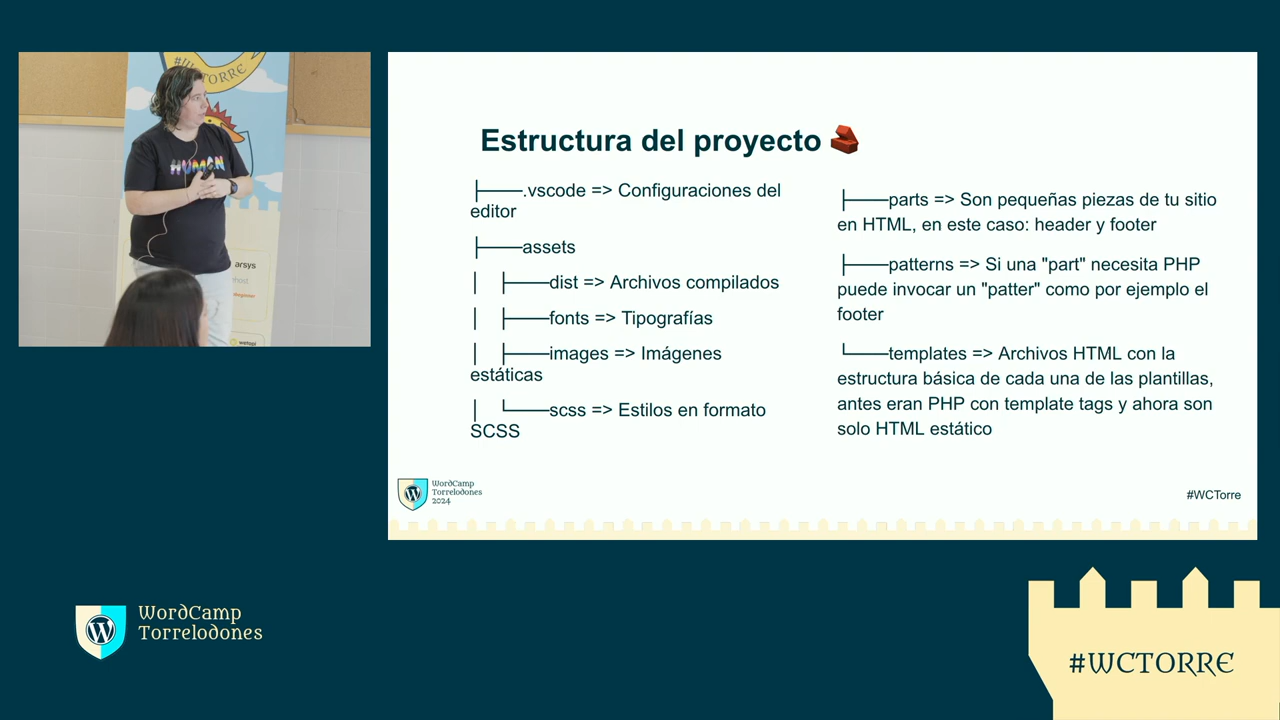 #WCTORRE
HUMAN
arsys
Estructura del proyecto
├───.vscode => Configuraciones del
editor
├───assets
│ ├───dist => Archivos compilados
│ ├───fonts => Tipografías
│ ├───images => Imágenes
estáticas
│ └───scss => Estilos en formato
SCSS
├───parts => Son pequeñas piezas de tu sitio
en HTML, en este caso: header y footer
├───patterns => Si una "part" necesita PHP
puede invocar un "patter" como por ejemplo el
footer
└───templates => Archivos HTML con la
estructura básica de cada una de las plantillas,
antes eran PHP con template tags y ahora son
solo HTML estático
WordCamp
Torrelodones
2024
#WCTorre
WordCamp
Torrelodones
#WCTORRE